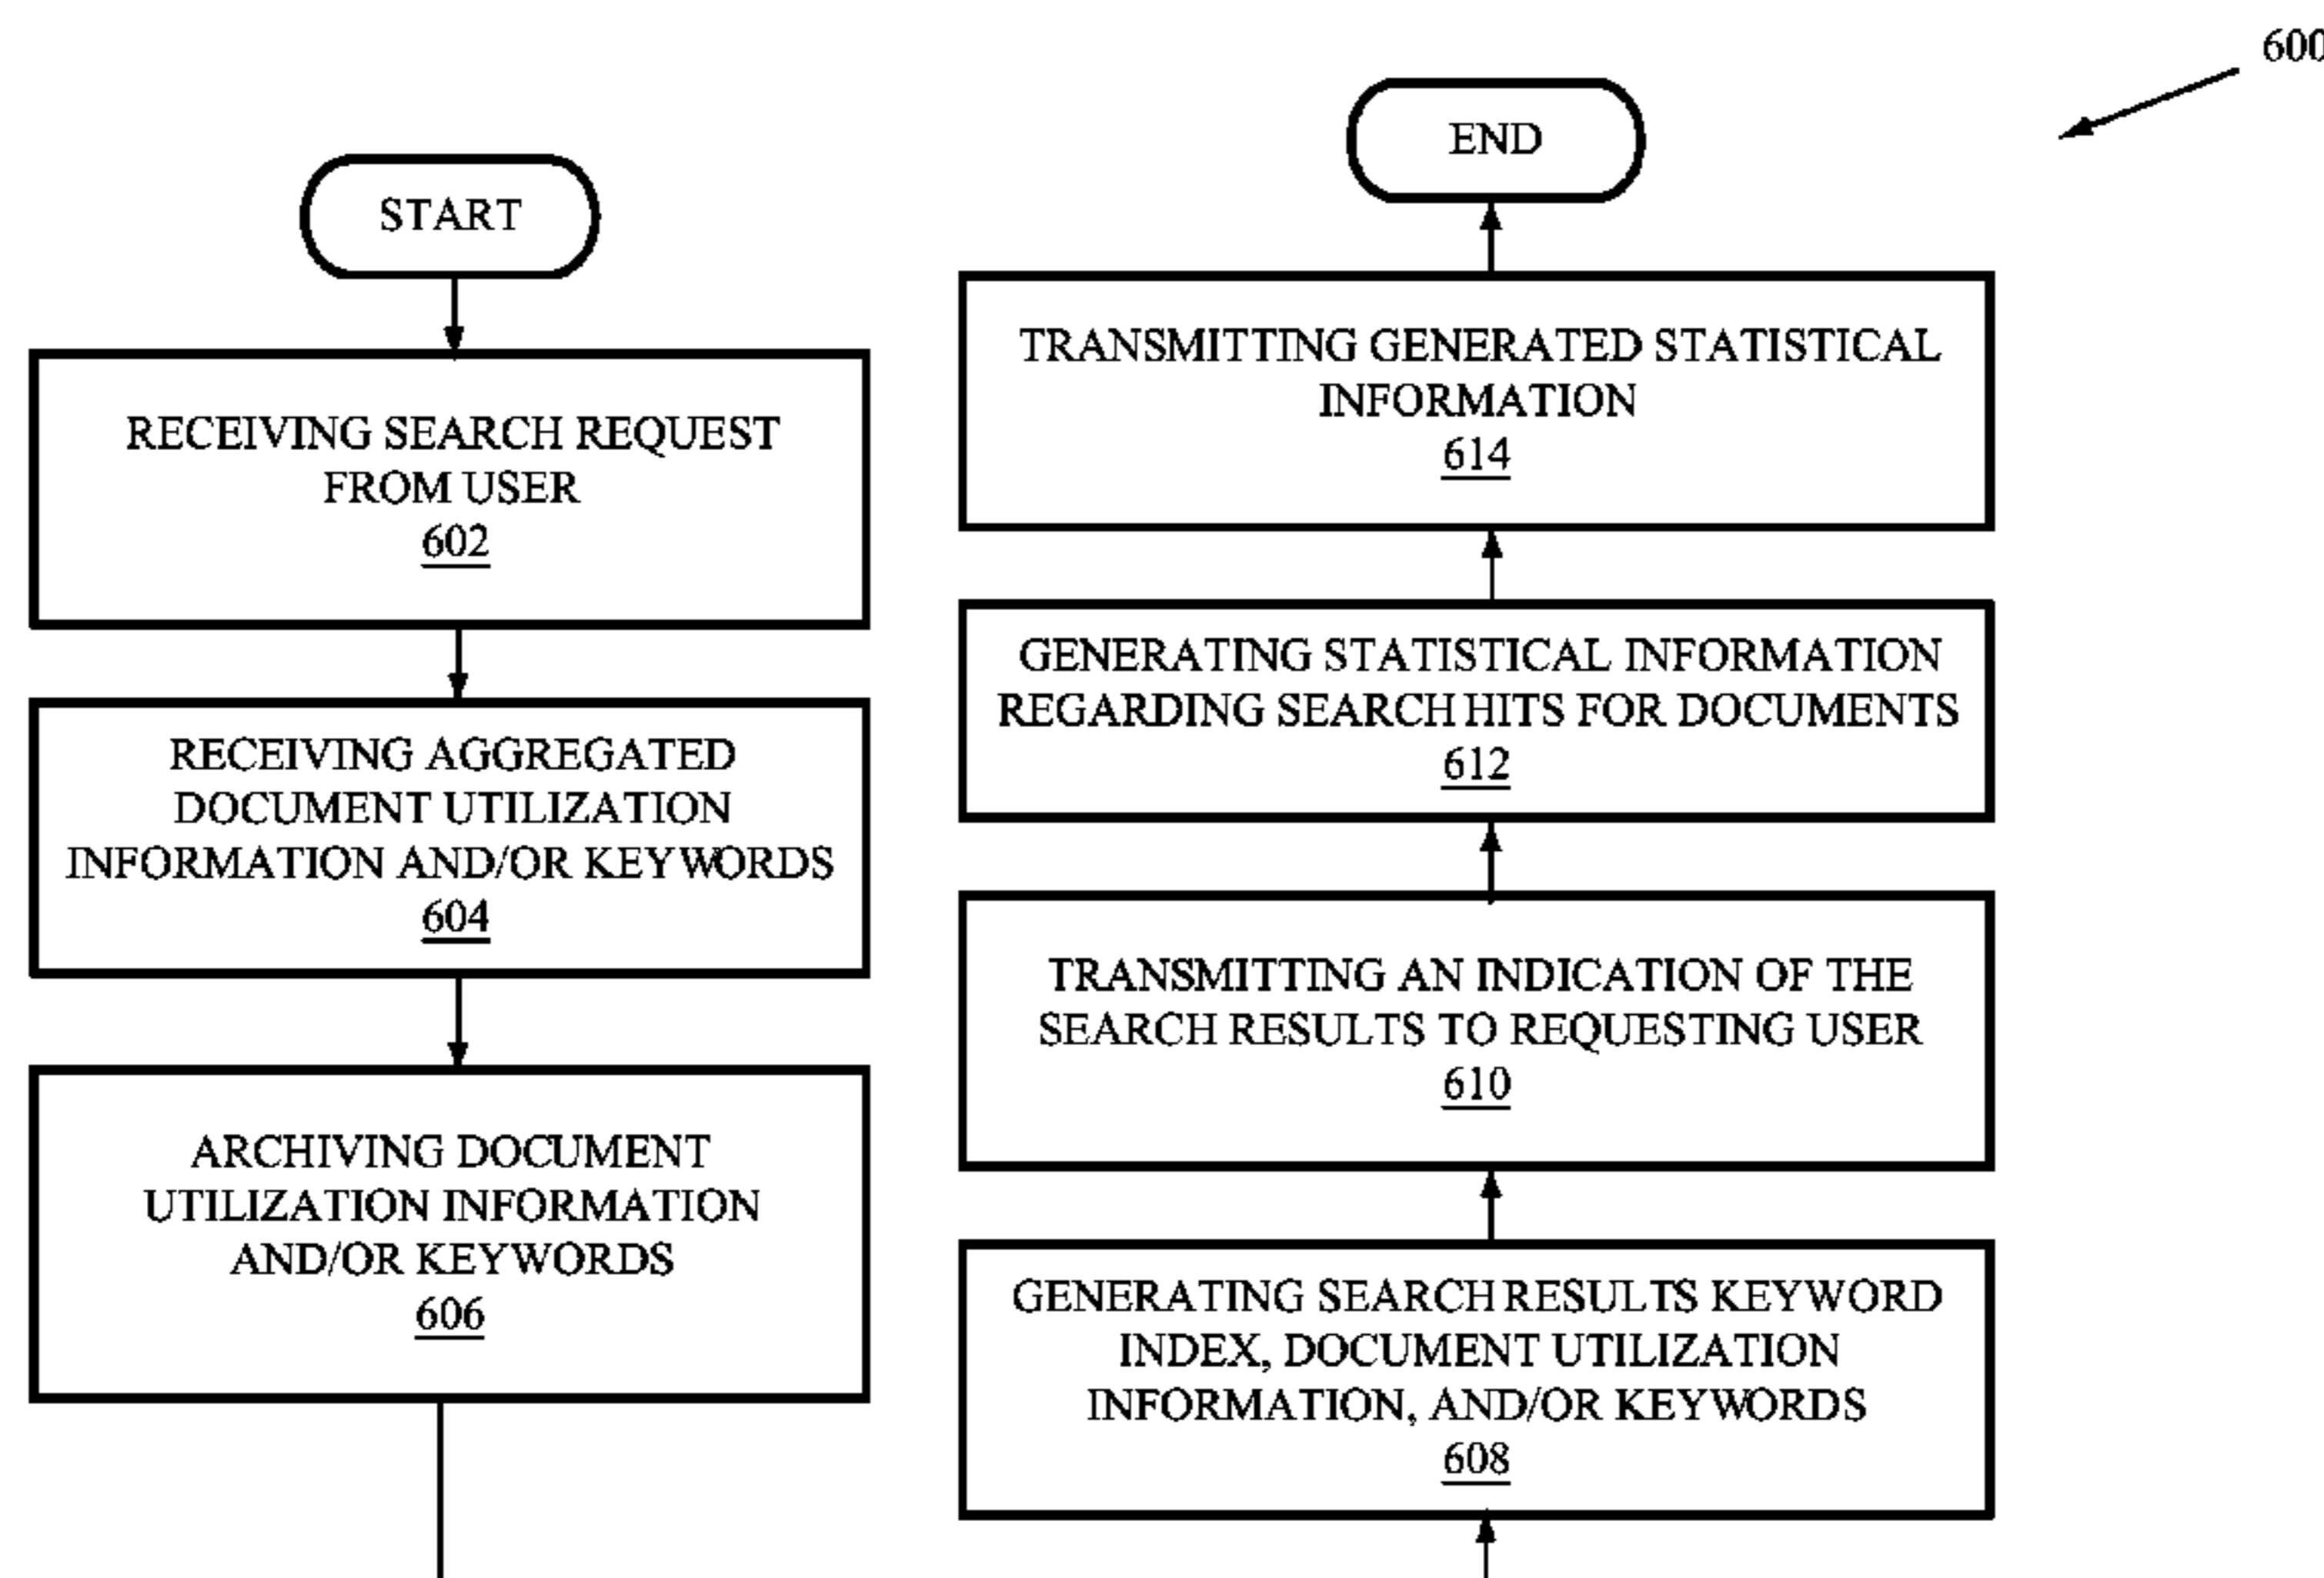 600
START
RECEIVING SEARCH REQUEST
FROM USER
602
RECEIVING AGGREGATED
DOCUMENT UTILIZATION
INFORMATION AND/OR KEYWORDS
604
ARCHIVING DOCUMENT
UTILIZATION INFORMATION
AND/OR KEYWORDS
606
END
TRANSMITTING GENERATED STATISTICAL
INFORMATION
614
GENERATING STATISTICAL INFORMATION
REGARDING SEARCH HITS FOR DOCUMENTS
612
TRANSMITTING AN INDICATION OF THE
SEARCH RESULTS TO REQUESTING USER
610
GENERATING SEARCH RESULTS KEYWORD
INDEX, DOCUMENT UTILIZATION
INFORMATION, AND/OR KEYWORDS
608